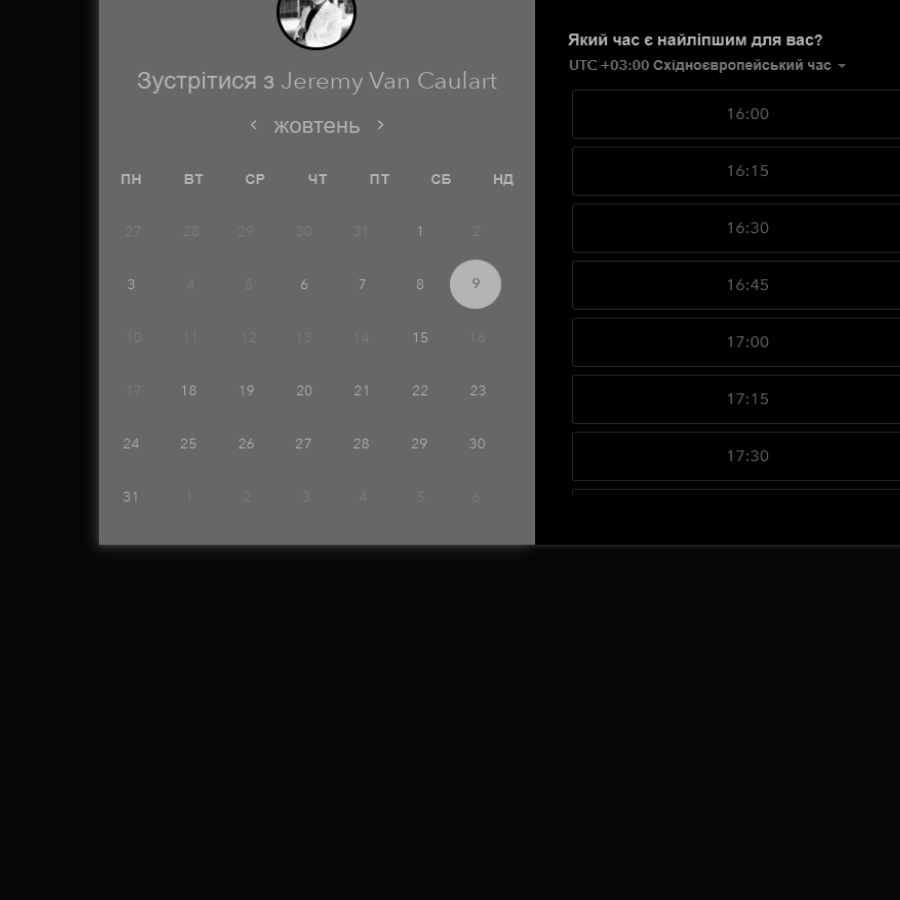 Зустрітися з Jeremy Van Caulart
жовтень
ПН ВТ СР ЧТ ПТ СБ НД
27 28 29 30 31 1 2
3 4 5 6 7 8 9
10 11 12 13 14 15 16
17 18 19 20 21 22 23
24 25 26 27 28 29 30
31 1 2 3 4 5 6
Який час є найліпшим для вас?
UTC +03:00 Східноєвропейський час
16:00
16:15
16:30
16:45
17:00
17:15
17:30